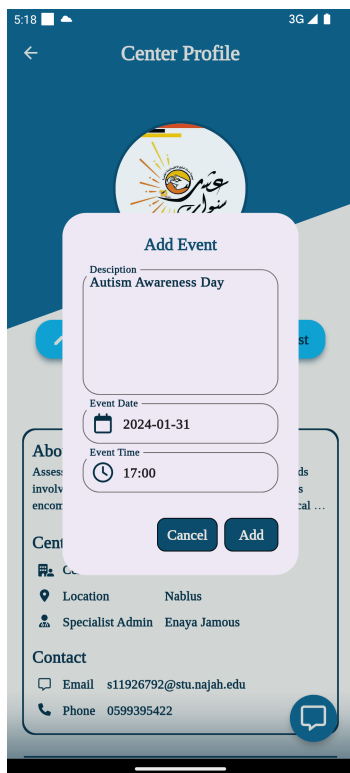 5:18
3G
Center Profile
Add Event
Desciption
Autism Awareness Day
Event Date
2024-01-31
Event Time
17:00
Cancel
Add
st
Abo
Assess
ds
involv
s
encom
cal ...
Cent
Location Nablus
Specialist Admin Enaya Jamous
Contact
Email s11926792@stu.najah.edu
Phone 0599395422